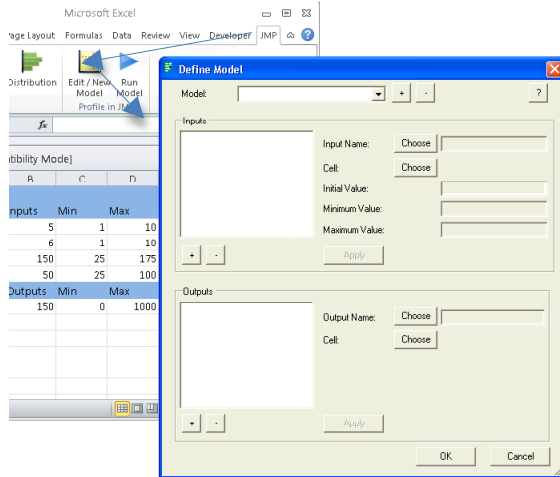 Microsoft Excel
Page Layout Formulas Data Review View Developer JMP
Distribution Edit / New Model Run Model
Profile in JMP
fx
atibility Mode]
B C D
Inputs Min Max
5 1 10
6 1 10
150 25 175
50 25 100
Outputs Min Max
150 0 1000
Define Model
Model: + - ?
Inputs
Input Name: Choose
Cell: Choose
Initial Value:
Minimum Value:
Maximum Value:
+ - Apply
Outputs
Output Name: Choose
Cell: Choose
+ - Apply
OK Cancel